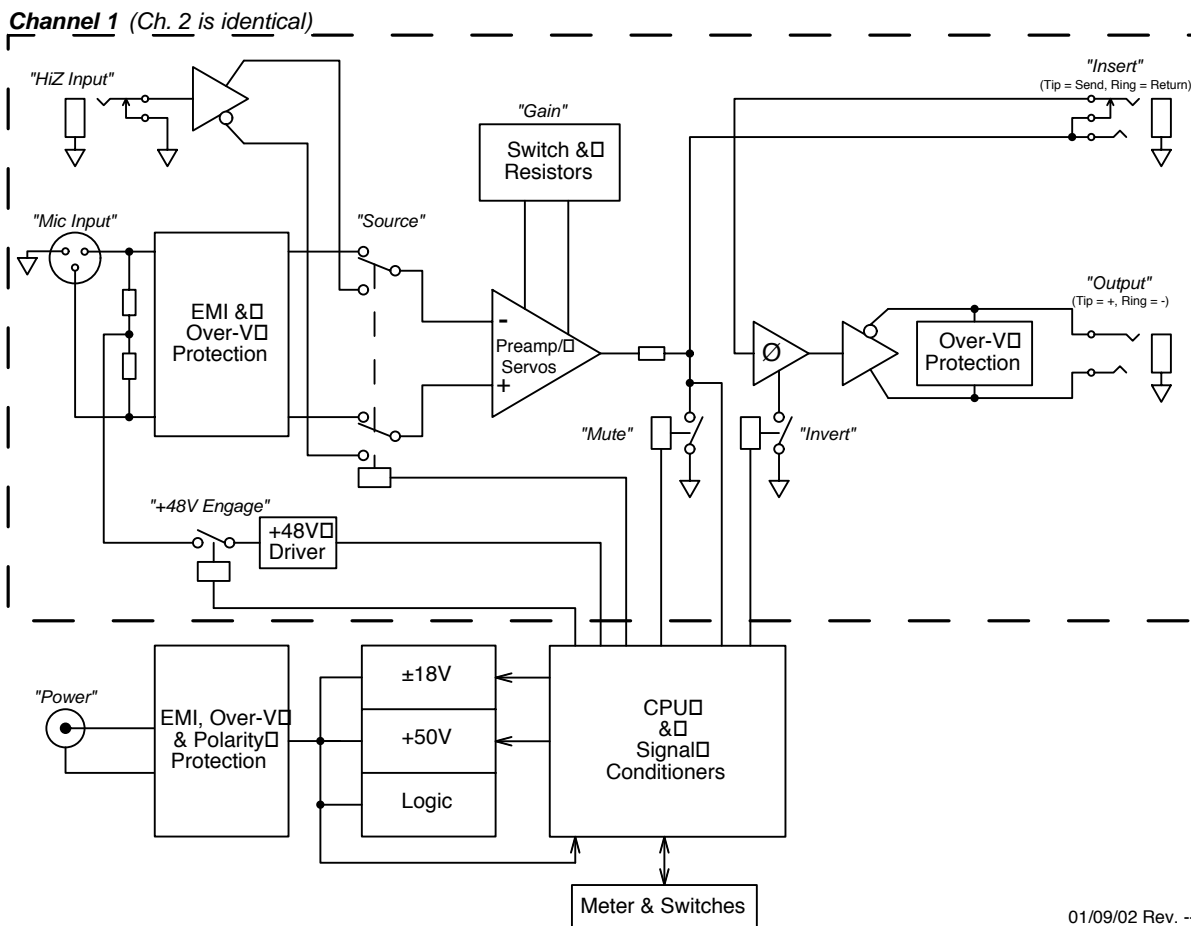 Channel 1 (Ch. 2 is identical)
"HiZ Input"
"Insert"
(Tip = Send, Ring = Return)
"Gain"
Switch &
Resistors
"Mic Input"
"Source"
EMI &
Over-V
Protection
-
Preamp/
Servos
+
"Output"
(Tip = +, Ring = -)
Ø
Over-V
Protection
"Mute"
"Invert"
"+48V Engage"
+48V
Driver
"Power"
EMI, Over-V
& Polarity
Protection
±18V
+50V
Logic
CPU
&
Signal
Conditioners
Meter & Switches
01/09/02 Rev. --